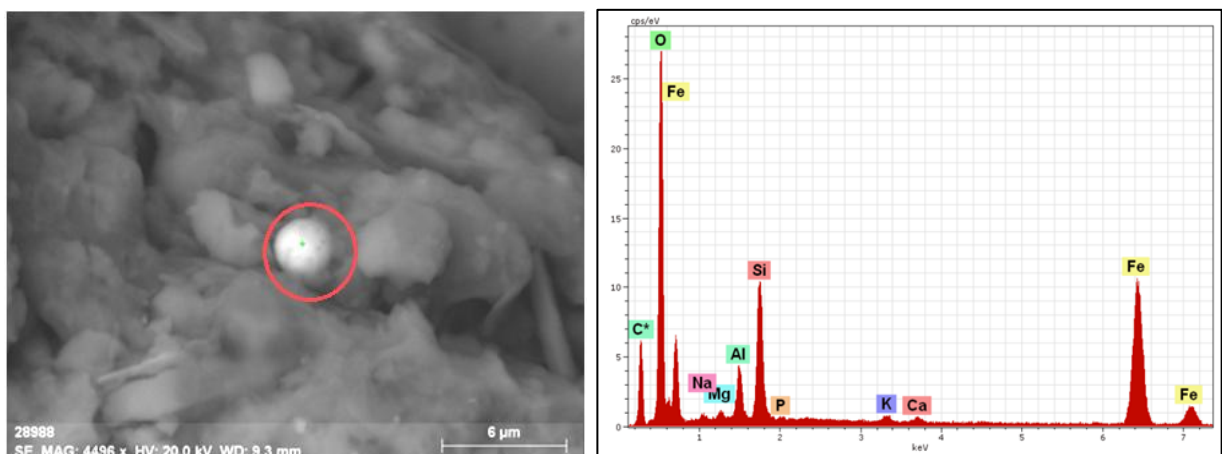 28988
SE MAG: 4496 x HV: 20.0 kV WD: 9.3 mm
6 µm
cps/eV
25
20
15
10
5
0
O
Fe
C*
Na
Mg
Al
Si
P
K
Ca
Fe
Fe
1 2 3 4 5 6 7
keV